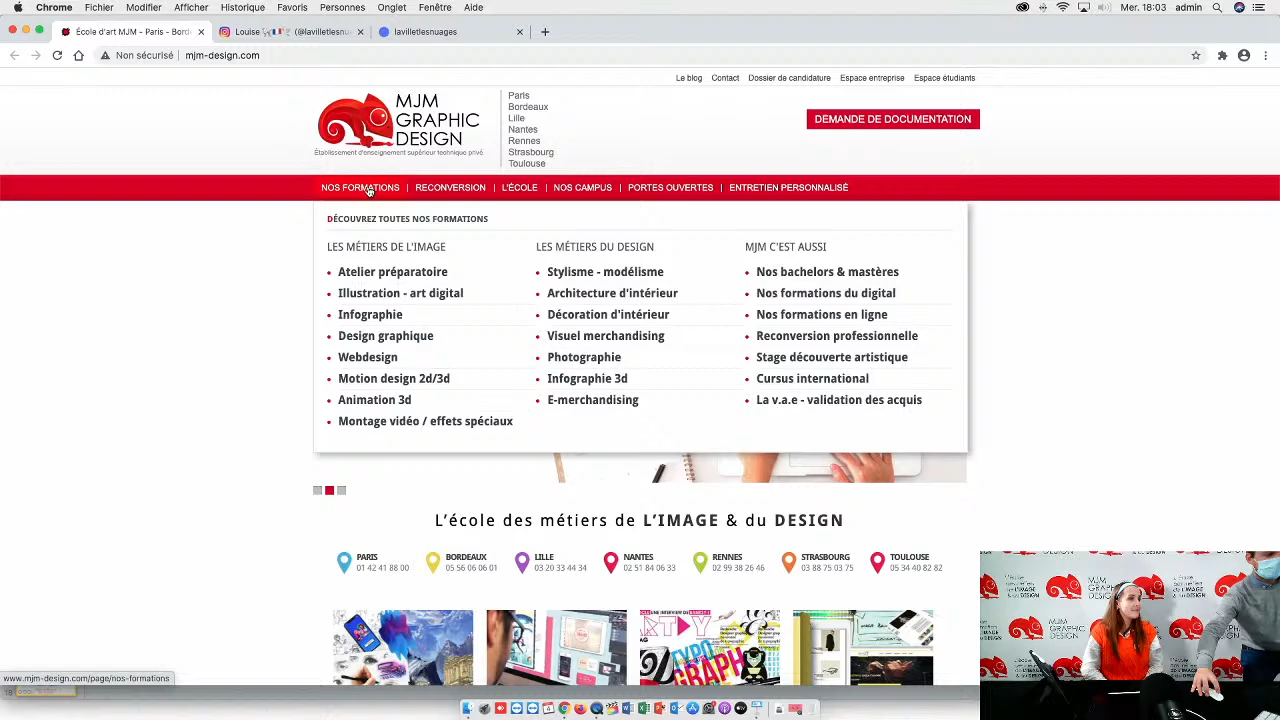 Chrome Fichier Modifier Afficher Historique Favoris Personnes Onglet Fenêtre Aide
Mer. 18:03 admin
École d'art MJM - Paris - Bord
Louise
(@lavilletlesnu
lavilletlesnuages
Non sécurisé mjm-design.com
Le blog Contact Dossier de candidature Espace entreprise Espace étudiants
MJM
GRAPHIC
DESIGN
Établissement d'enseignement supérieur technique privé
Paris
Bordeaux
Lille
Nantes
Rennes
Strasbourg
Toulouse
DEMANDE DE DOCUMENTATION
NOS FORMATIONS | RECONVERSION | L'ÉCOLE | NOS CAMPUS | PORTES OUVERTES | ENTRETIEN PERSONNALISÉ
DÉCOUVREZ TOUTES NOS FORMATIONS
LES MÉTIERS DE L'IMAGE
Atelier préparatoire
Illustration - art digital
Infographie
Design graphique
Webdesign
Motion design 2d/3d
Animation 3d
Montage vidéo / effets spéciaux
LES MÉTIERS DU DESIGN
Stylisme - modélisme
Architecture d'intérieur
Décoration d'intérieur
Visuel merchandising
Photographie
Infographie 3d
E-merchandising
MJM C'EST AUSSI
Nos bachelors & mastères
Nos formations du digital
Nos formations en ligne
Reconversion professionnelle
Stage découverte artistique
Cursus international
La v.a.e - validation des acquis
L'école des métiers de L'IMAGE & du DESIGN
PARIS
01 42 41 88 00
BORDEAUX
05 56 06 06 01
LILLE
03 20 33 44 34
NANTES
02 51 84 06 33
RENNES
02 99 38 26 46
STRASBOURG
03 88 75 03 75
TOULOUSE
05 34 40 82 82
EXPO
GRAPH
www.mjm-design.com/page/nos-formations
18
MJM
GRAPHIC
DESIGN